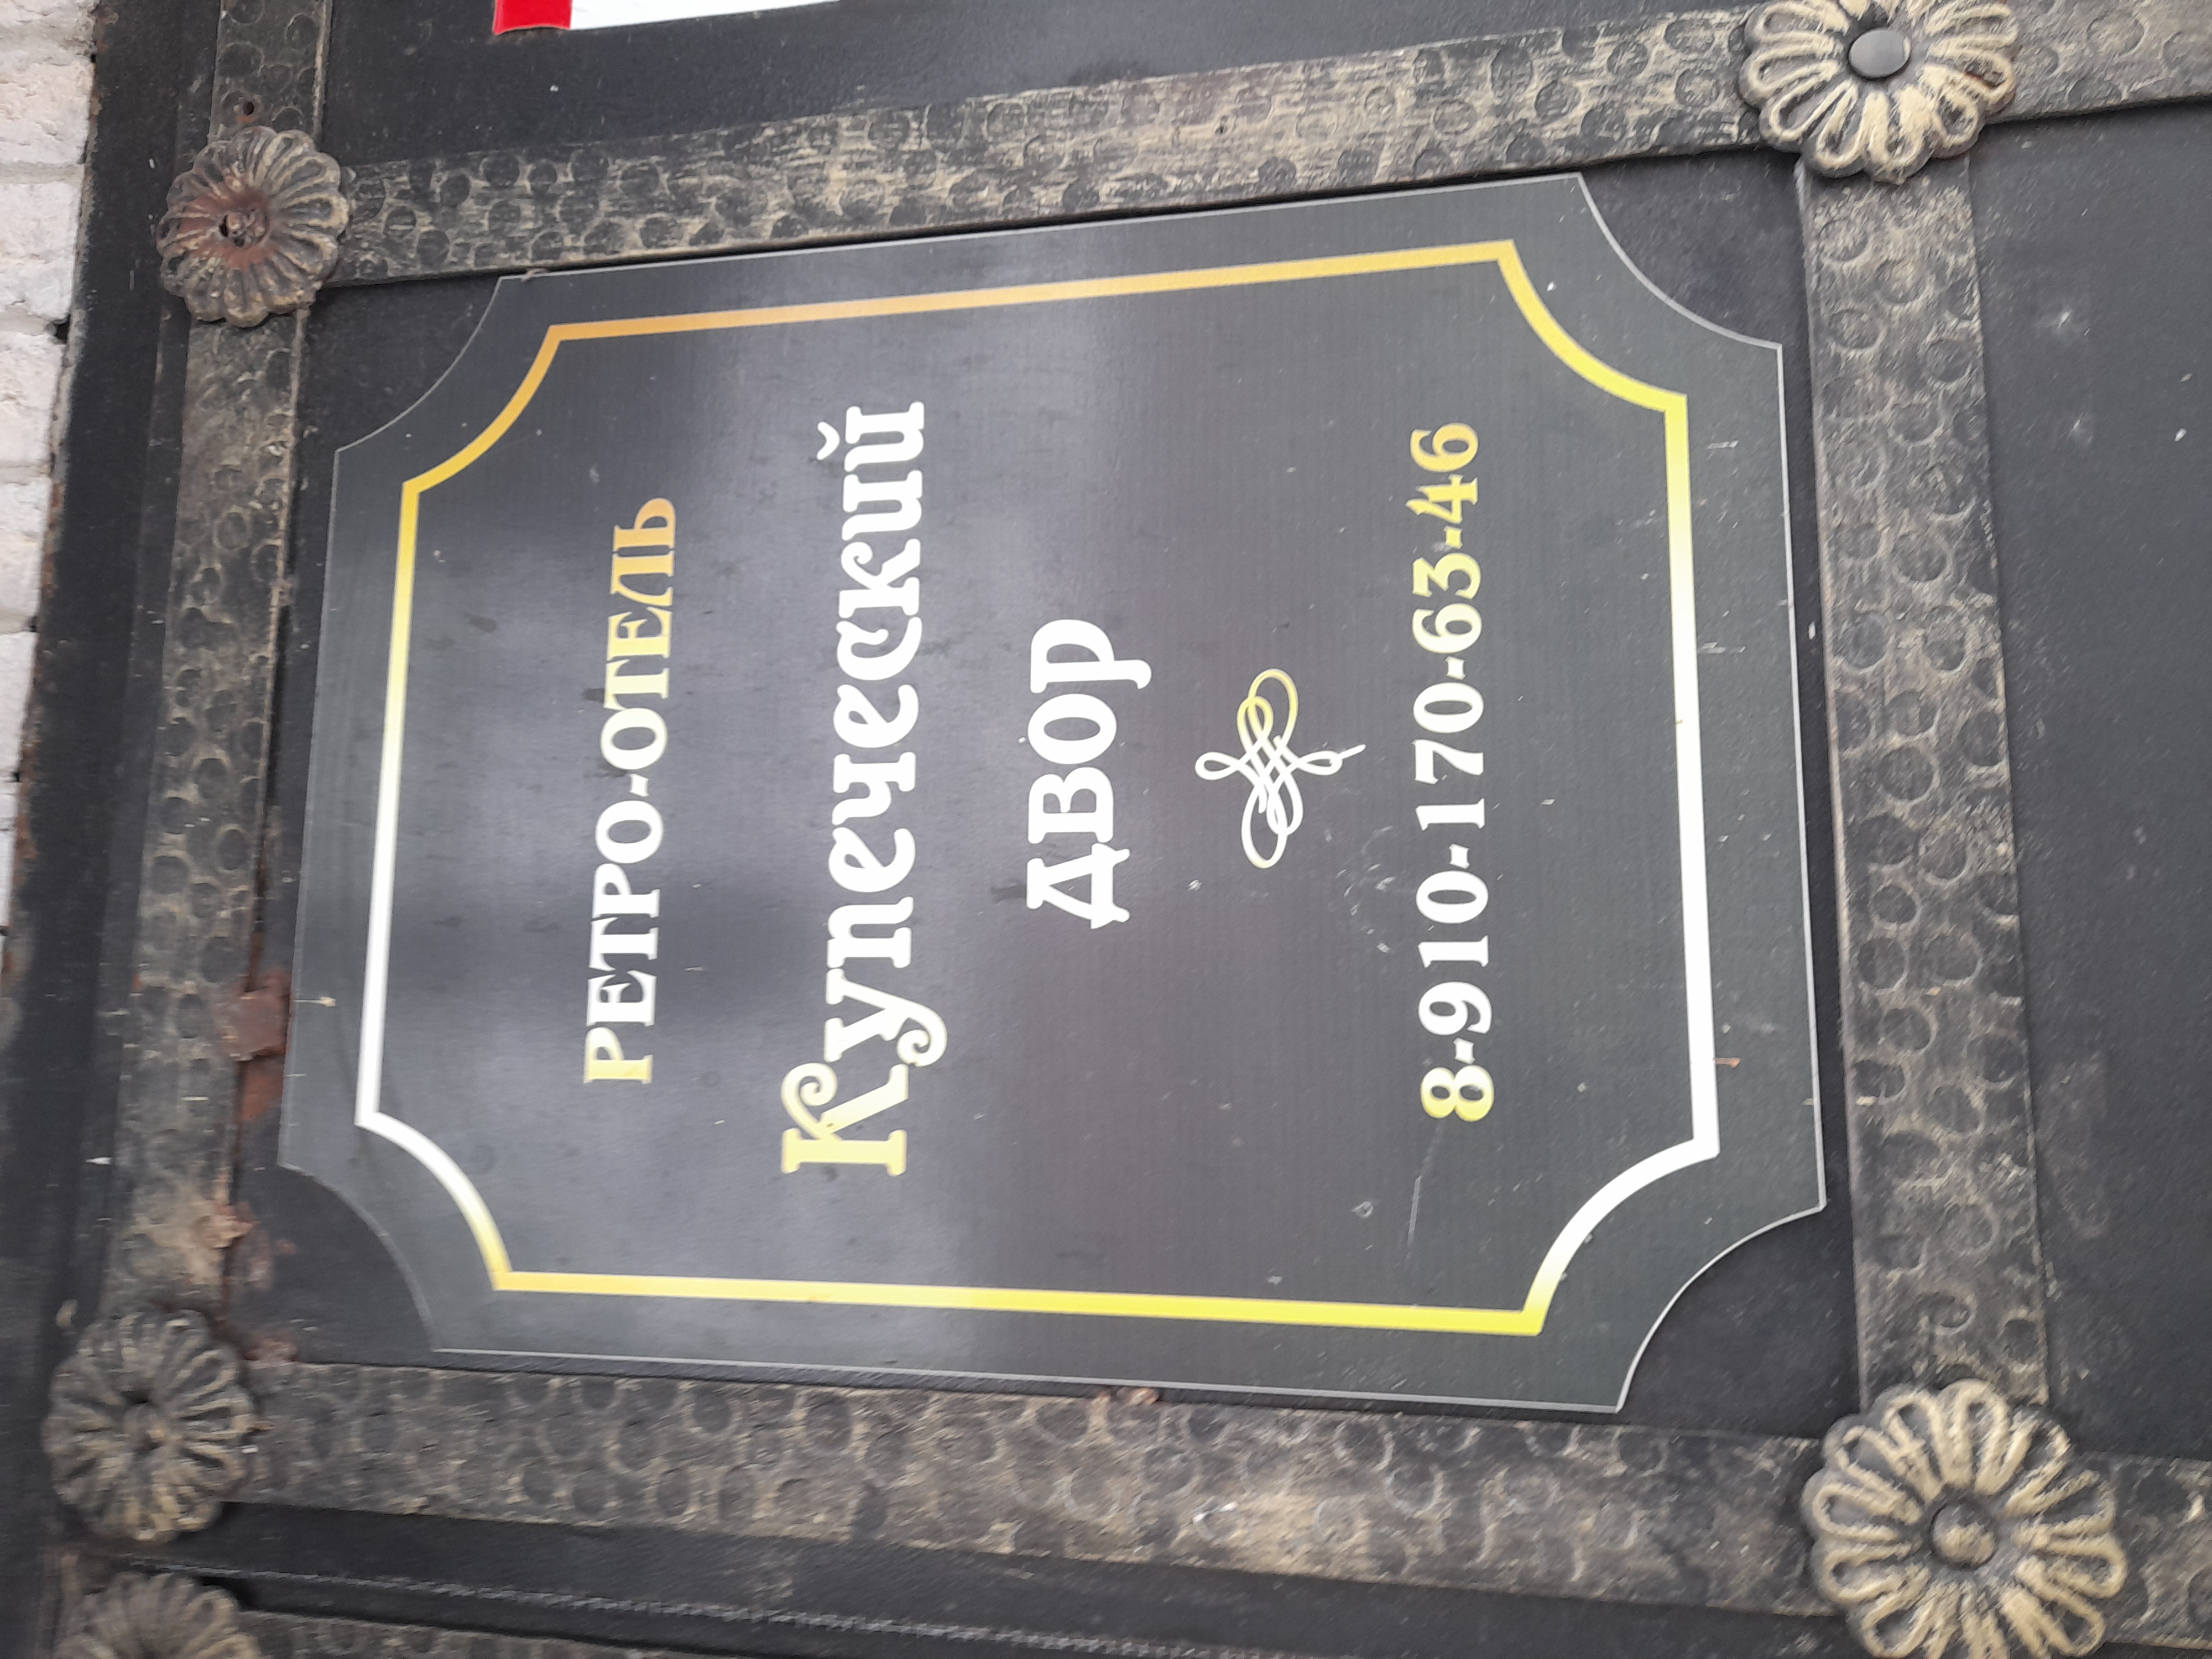 РЕТРО-ОТЕЛЬ
Купеческий
двор
8-910-170-63-46